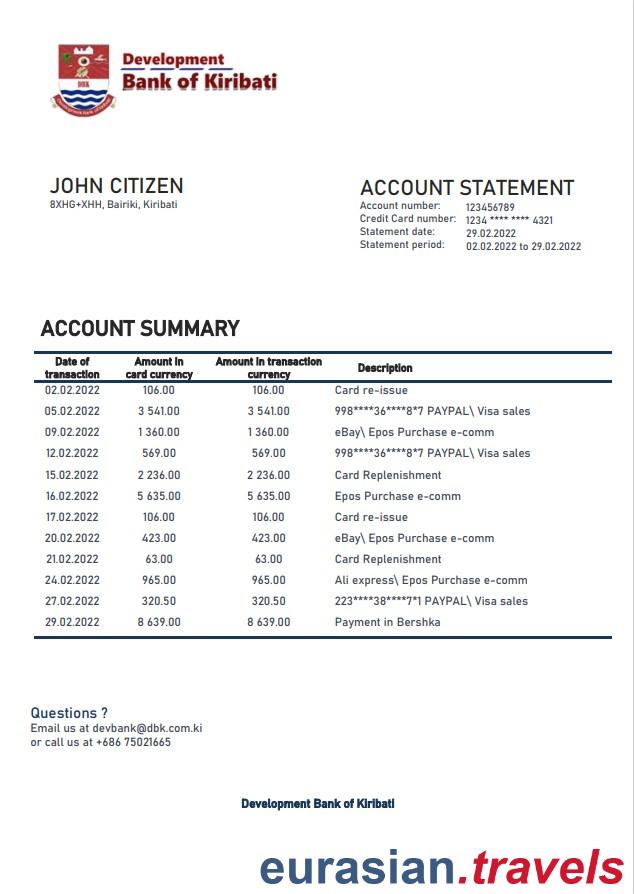 Development
Bank of Kiribati
DBK
JOHN CITIZEN
8XHG+XHH, Bairiki, Kiribati
ACCOUNT STATEMENT
Account number: 123456789
Credit Card number: 1234 **** **** 4321
Statement date: 29.02.2022
Statement period: 02.02.2022 to 29.02.2022
ACCOUNT SUMMARY
Date of transaction Amount in card currency Amount in transaction currency Description
02.02.2022 106.00 106.00 Card re-issue
05.02.2022 3 541.00 3 541.00 998****36****8*7 PAYPAL\ Visa sales
09.02.2022 1 360.00 1 360.00 eBay\ Epos Purchase e-comm
12.02.2022 569.00 569.00 998****36****8*7 PAYPAL\ Visa sales
15.02.2022 2 236.00 2 236.00 Card Replenishment
16.02.2022 5 635.00 5 635.00 Epos Purchase e-comm
17.02.2022 106.00 106.00 Card re-issue
20.02.2022 423.00 423.00 eBay\ Epos Purchase e-comm
21.02.2022 63.00 63.00 Card Replenishment
24.02.2022 965.00 965.00 Ali express\ Epos Purchase e-comm
27.02.2022 320.50 320.50 223****38****7*1 PAYPAL\ Visa sales
29.02.2022 8 639.00 8 639.00 Payment in Bershka
Questions ?
Email us at devbank@dbk.com.ki
or call us at +686 75021665
Development Bank of Kiribati
eurasian.travels